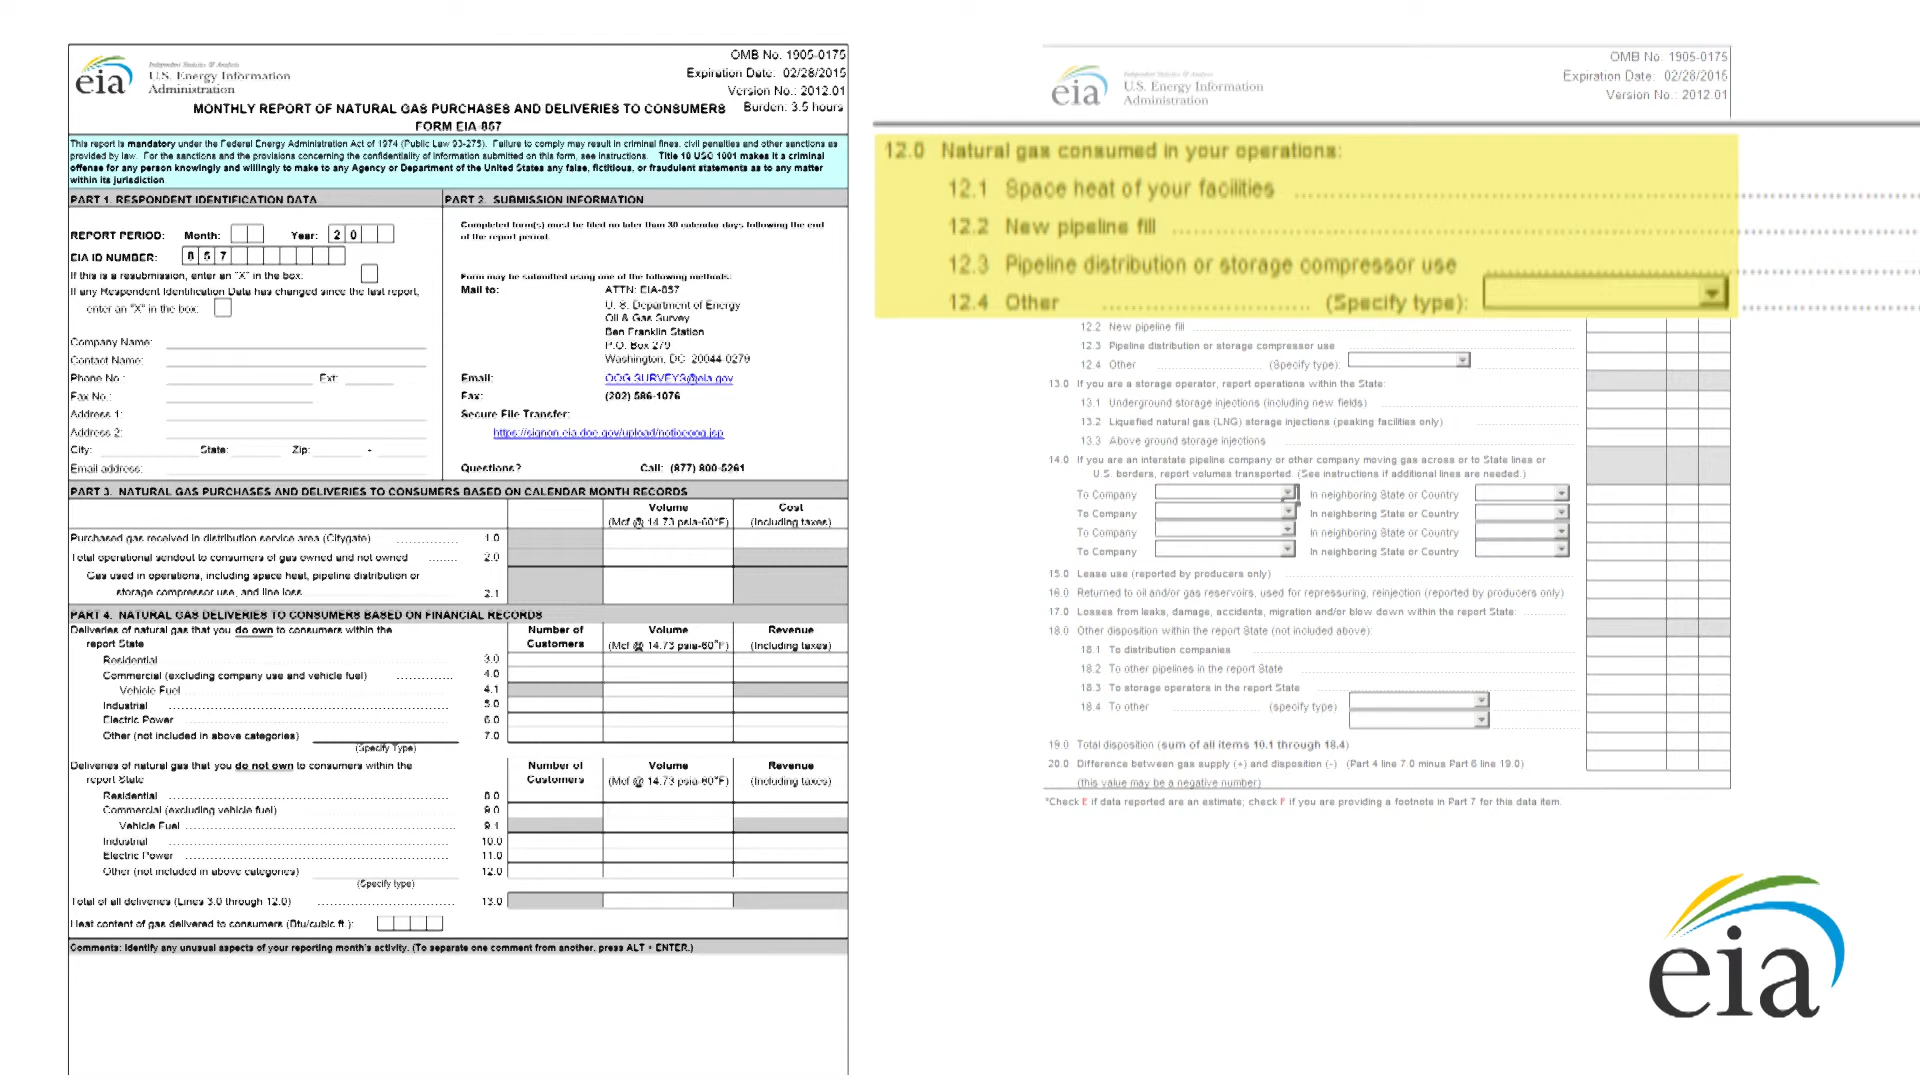 eia
Independent Statistics & Analysis
U.S. Energy Information
Administration
OMB No. 1905-0175
Expiration Date: 02/28/2015
Version No.: 2012.01
Burden: 3.5 hours
MONTHLY REPORT OF NATURAL GAS PURCHASES AND DELIVERIES TO CONSUMERS
FORM EIA-857
This report is mandatory under the Federal Energy Administration Act of 1974 (Public Law 93-275). Failure to comply may result in criminal fines, civil penalties and other sanctions as
provided by law. For the sanctions and the provisions concerning the confidentiality of information submitted on this form, see instructions. Title 18 USC 1001 makes it a criminal
offense for any person knowingly and willingly to make to any Agency or Department of the United States any false, fictitious, or fraudulent statements as to any matter
within its jurisdiction
PART 1. RESPONDENT IDENTIFICATION DATA
REPORT PERIOD: Month: Year: 2 0
EIA ID NUMBER: 8 5 7
If this is a resubmission, enter an "X" in the box:
If any Respondent Identification Data has changed since the last report,
enter an "X" in the box:
Company Name:
Contact Name:
Phone No.: Ext:
Fax No.:
Address 1:
Address 2:
City: State: Zip: -
Email address:
PART 2. SUBMISSION INFORMATION
Completed form(s) must be filed no later than 30 calendar days following the end
of the report period.
Form may be submitted using one of the following methods:
Mail to: ATTN: EIA-857
U. S. Department of Energy
Oil & Gas Survey
Ben Franklin Station
P.O. Box 279
Washington, DC 20044-0279
Email: OOG.SURVEYS@eia.gov
Fax: (202) 586-1076
Secure File Transfer:
https://signon.eia.doe.gov/upload/noticeoog.jsp
Questions? Call: (877) 800-5261
PART 3. NATURAL GAS PURCHASES AND DELIVERIES TO CONSUMERS BASED ON CALENDAR MONTH RECORDS
Volume Cost
(Mcf @ 14.73 psia-60°F) (Including taxes)
Purchased gas received in distribution service area (Citygate) 1.0
Total operational sendout to consumers of gas owned and not owned 2.0
Gas used in operations, including space heat, pipeline distribution or
storage compressor use, and line loss 2.1
PART 4. NATURAL GAS DELIVERIES TO CONSUMERS BASED ON FINANCIAL RECORDS
Deliveries of natural gas that you do own to consumers within the Number of Volume Revenue
report State Customers (Mcf @ 14.73 psia-60°F) (Including taxes)
Residential 3.0
Commercial (excluding company use and vehicle fuel) 4.0
Vehicle Fuel 4.1
Industrial 5.0
Electric Power 6.0
Other (not included in above categories) 7.0
(Specify Type)
Deliveries of natural gas that you do not own to consumers within the Number of Volume Revenue
report State Customers (Mcf @ 14.73 psia-60°F) (Including taxes)
Residential 8.0
Commercial (excluding vehicle fuel) 9.0
Vehicle Fuel 9.1
Industrial 10.0
Electric Power 11.0
Other (not included in above categories) 12.0
(Specify type)
Total of all deliveries (Lines 3.0 through 12.0) 13.0
Heat content of gas delivered to consumers (Btu/cubic ft.):
Comments: Identify any unusual aspects of your reporting month's activity. (To separate one comment from another, press ALT + ENTER.)
eia
Independent Statistics & Analysis
U.S. Energy Information
Administration
OMB No. 1905-0175
Expiration Date: 02/28/2015
Version No.: 2012.01
12.0 Natural gas consumed in your operations:
12.1 Space heat of your facilities
12.2 New pipeline fill
12.3 Pipeline distribution or storage compressor use
12.4 Other (Specify type):
12.2 New pipeline fill
12.3 Pipeline distribution or storage compressor use
12.4 Other (Specify type):
13.0 If you are a storage operator, report operations within the State:
13.1 Underground storage injections (including new fields)
13.2 Liquefied natural gas (LNG) storage injections (peaking facilities only)
13.3 Above ground storage injections
14.0 If you are an interstate pipeline company or other company moving gas across or to State lines or
U.S. borders, report volumes transported. (See instructions if additional lines are needed.)
To Company In neighboring State or Country
To Company In neighboring State or Country
To Company In neighboring State or Country
To Company In neighboring State or Country
15.0 Lease use (reported by producers only)
16.0 Returned to oil and/or gas reservoirs, used for repressuring, reinjection (reported by producers only)
17.0 Losses from leaks, damage, accidents, migration and/or blow down within the report State:
18.0 Other disposition within the report State (not included above):
18.1 To distribution companies
18.2 To other pipelines in the report State
18.3 To storage operators in the report State
18.4 To other (specify type)
19.0 Total disposition (sum of all items 10.1 through 18.4)
20.0 Difference between gas supply (+) and disposition (-) (Part 4 line 7.0 minus Part 6 line 19.0)
(this value may be a negative number)
*Check E if data reported are an estimate; check F if you are providing a footnote in Part 7 for this data item.
eia